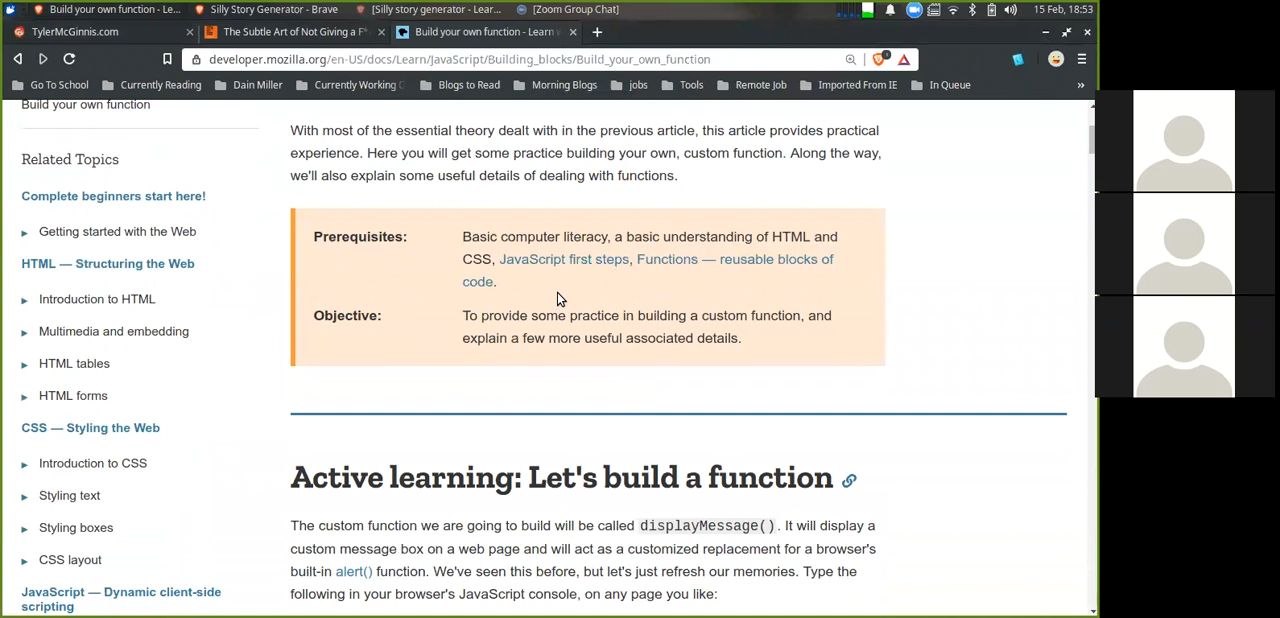 Build your own function - Le...
Silly Story Generator - Brave
[Silly story generator - Lear...
[Zoom Group Chat]
15 Feb, 18:53
TylerMcGinnis.com
The Subtle Art of Not Giving a F*
Build your own function - Learn
developer.mozilla.org/en-US/docs/Learn/JavaScript/Building_blocks/Build_your_own_function
1
Go To School
Currently Reading
Dain Miller
Currently Working
Blogs to Read
Morning Blogs
jobs
Tools
Remote Job
Imported From IE
In Queue
»
Build your own function
Related Topics
Complete beginners start here!
Getting started with the Web
HTML — Structuring the Web
Introduction to HTML
Multimedia and embedding
HTML tables
HTML forms
CSS — Styling the Web
Introduction to CSS
Styling text
Styling boxes
CSS layout
JavaScript — Dynamic client-side
scripting
With most of the essential theory dealt with in the previous article, this article provides practical
experience. Here you will get some practice building your own, custom function. Along the way,
we'll also explain some useful details of dealing with functions.
Prerequisites:
Basic computer literacy, a basic understanding of HTML and
CSS, JavaScript first steps, Functions — reusable blocks of
code.
Objective:
To provide some practice in building a custom function, and
explain a few more useful associated details.
Active learning: Let's build a function
The custom function we are going to build will be called displayMessage(). It will display a
custom message box on a web page and will act as a customized replacement for a browser's
built-in alert() function. We've seen this before, but let's just refresh our memories. Type the
following in your browser's JavaScript console, on any page you like: